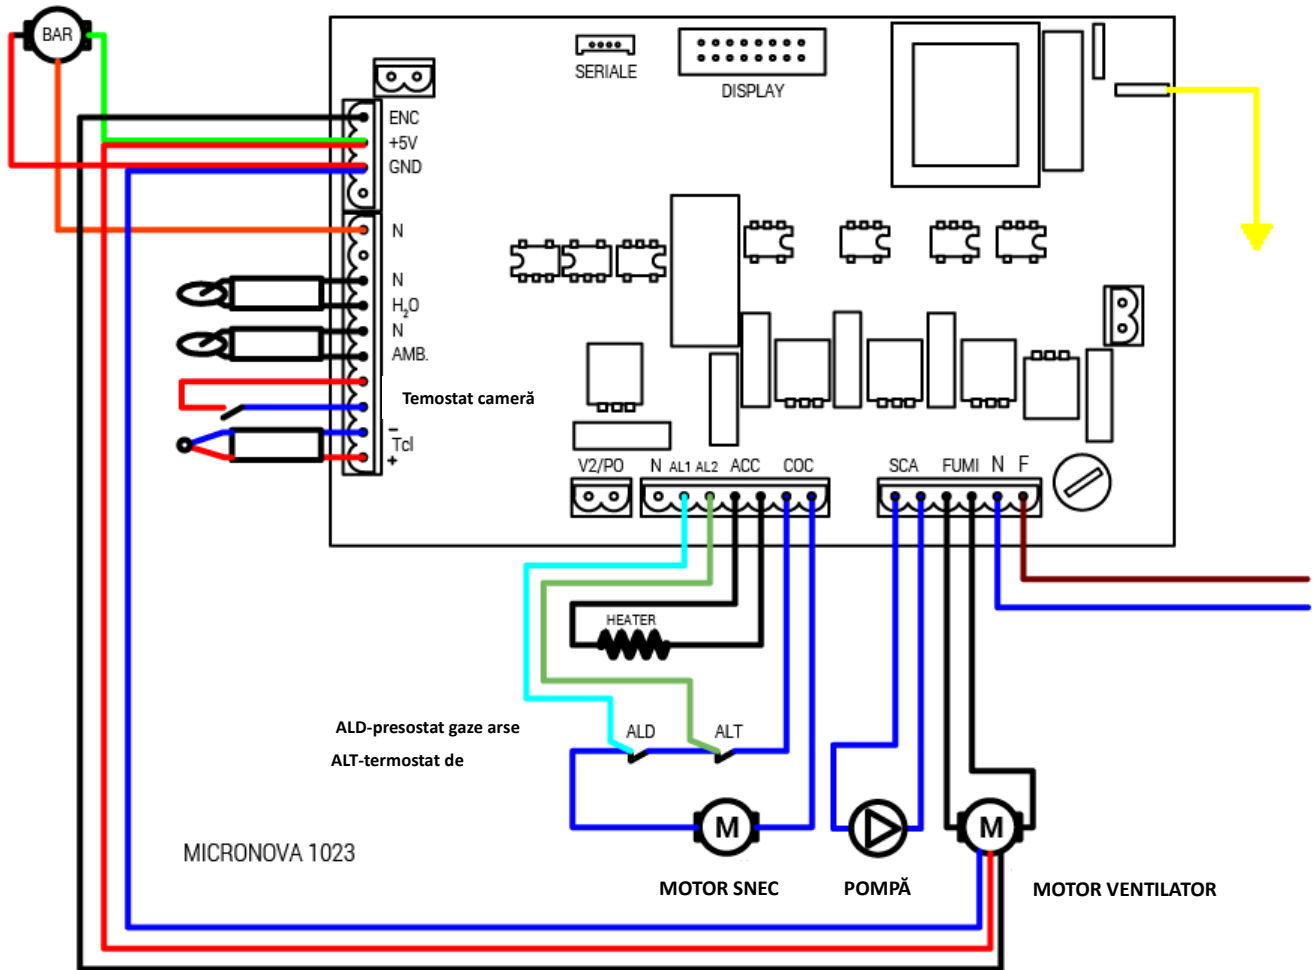 BAR
SERIALE
DISPLAY
ENC
+5V
GND
N
N
H₂O
N
AMB.
Temostat cameră
−
Tcl
+
V2/PO
N AL1 AL2 ACC COC
SCA FUMI N F
HEATER
ALD-presostat gaze arse
ALD
ALT
ALT-termostat de
M
M
MICRONOVA 1023
MOTOR SNEC
POMPĂ
MOTOR VENTILATOR